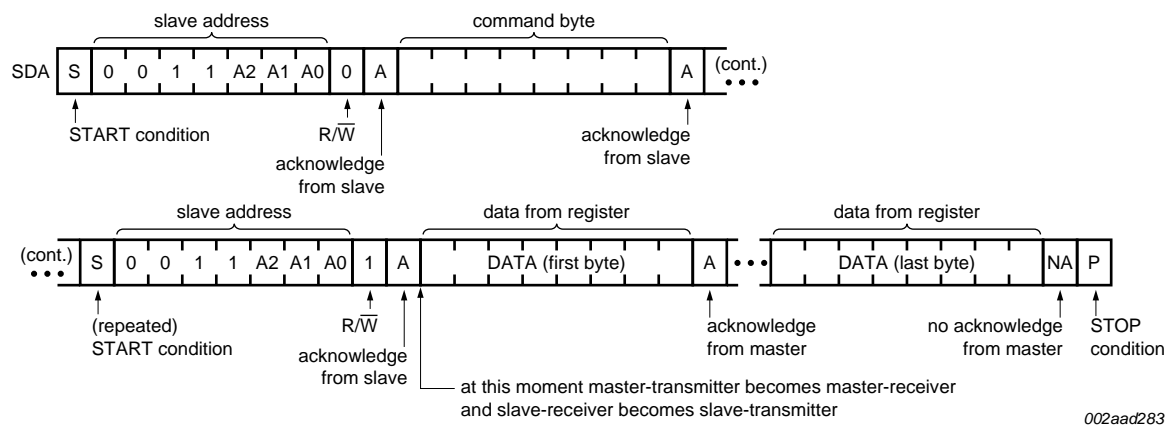 slave address command byte
SDA S 0 0 1 1 A2 A1 A0 0 A A (cont.)
START condition R/W̅ acknowledge from slave acknowledge from slave
slave address data from register data from register
(cont.) S 0 0 1 1 A2 A1 A0 1 A DATA (first byte) A DATA (last byte) NA P
(repeated) START condition R/W̅ acknowledge from slave acknowledge from master no acknowledge from master STOP condition
at this moment master-transmitter becomes master-receiver
and slave-receiver becomes slave-transmitter
002aad283